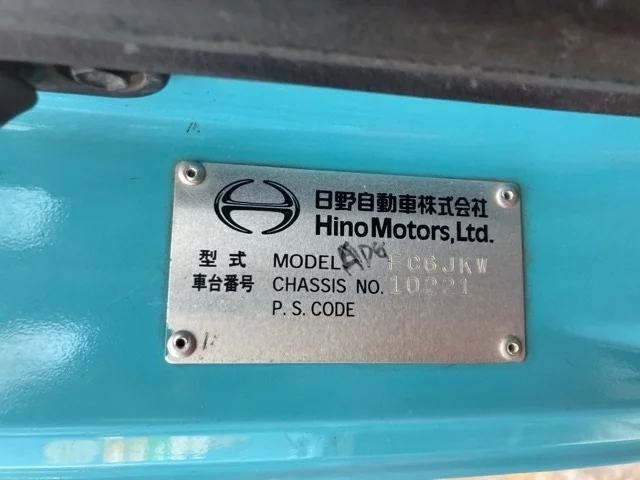 日野自動車株式会社
Hino Motors, Ltd.
型式 MODEL ADG FC6JKW
車台番号 CHASSIS NO. 10221
P.S.CODE